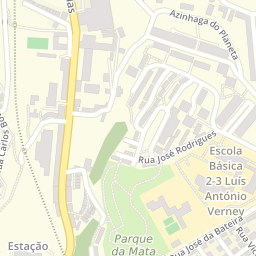 Azinhaga do Planeta
Rua José Rodrigues
Escola
Básica
2-3 Luís
António
Verney
Parque
da Mata
Estação
Rua José da Bateira